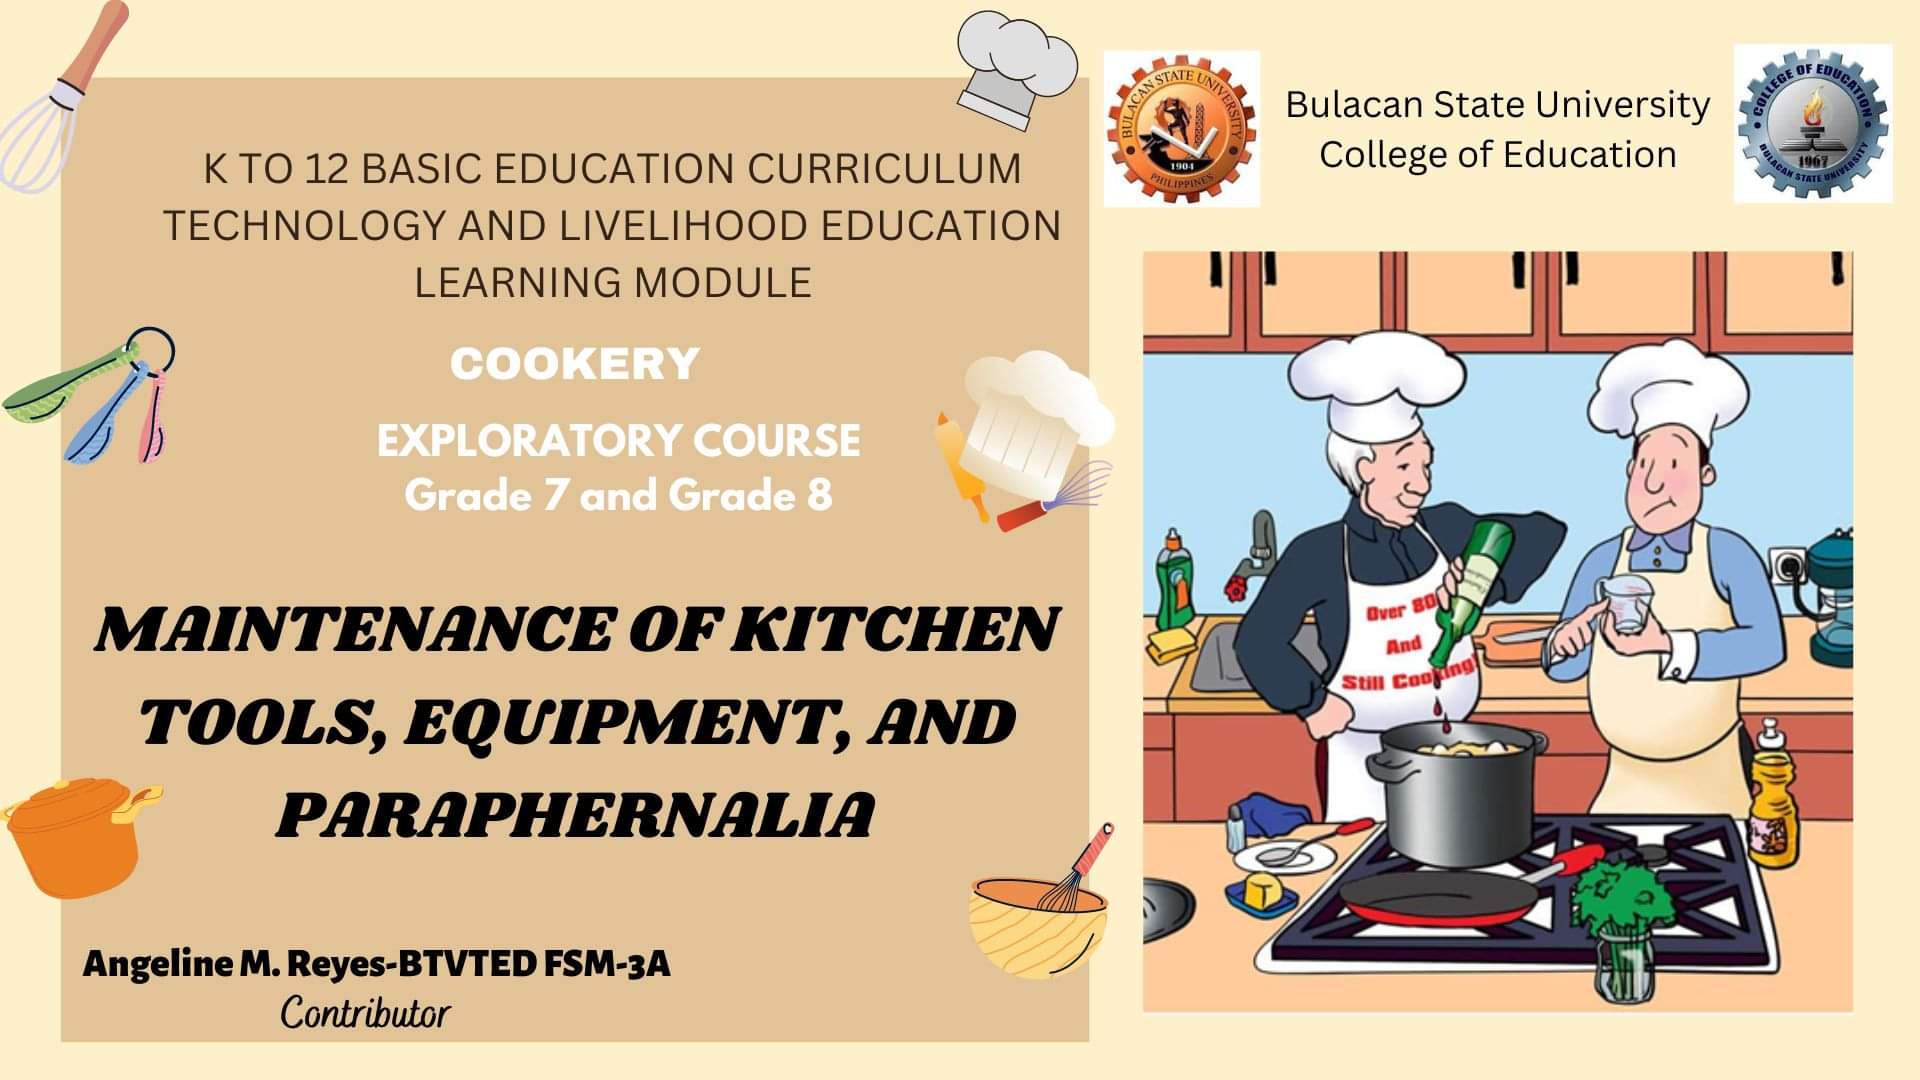 K TO 12 BASIC EDUCATION CURRICULUM
TECHNOLOGY AND LIVELIHOOD EDUCATION
LEARNING MODULE
COOKERY
EXPLORATORY COURSE
Grade 7 and Grade 8
MAINTENANCE OF KITCHEN
TOOLS, EQUIPMENT, AND
PARAPHERNALIA
Angeline M. Reyes-BTVTED FSM-3A
Contributor
BULACAN STATE UNIVERSITY
1904
PHILIPPINES
Bulacan State University
College of Education
COLLEGE OF EDUCATION
1967
BULACAN STATE UNIVERSITY
Over 80
And
Still Cooking!